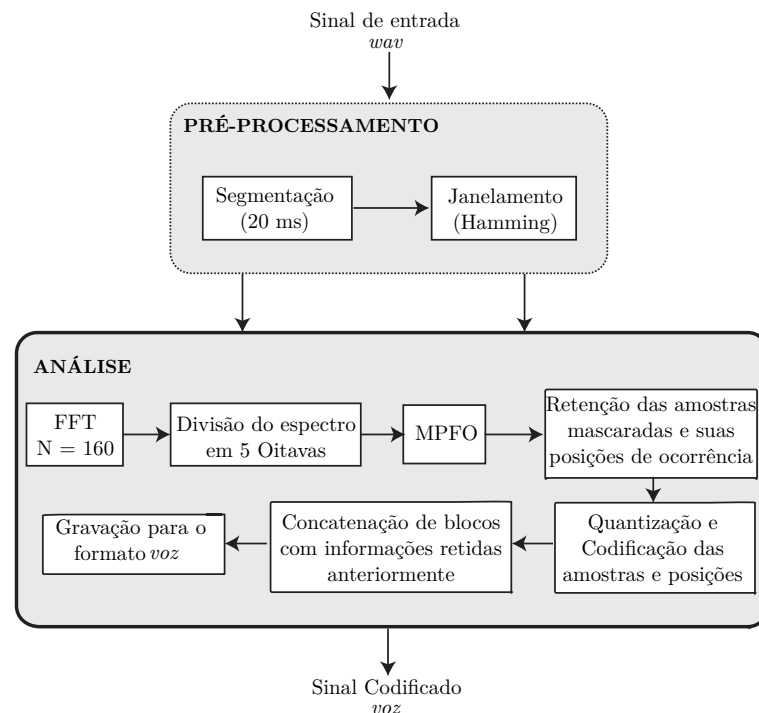 Sinal de entrada
wav
PRÉ-PROCESSAMENTO
Segmentação
(20 ms)
Janelamento
(Hamming)
ANÁLISE
FFT
N = 160
Divisão do espectro
em 5 Oitavas
MPFO
Retenção das amostras
mascaradas e suas
posições de ocorrência
Quantização e
Codificação das
amostras e posições
Concatenação de blocos
com informações retidas
anteriormente
Gravação para o
formato voz
Sinal Codificado
voz